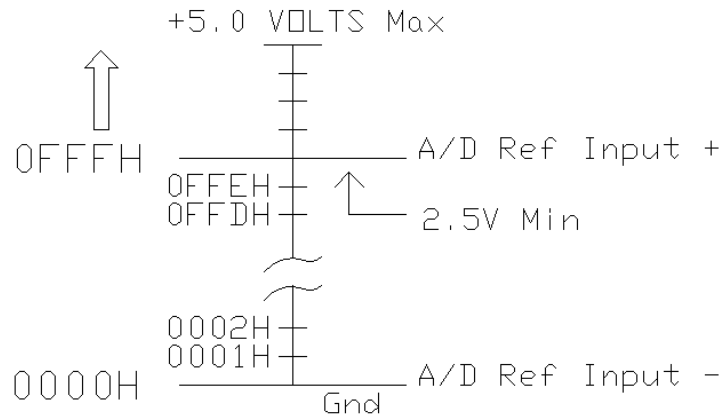 +5.0 VOLTS Max
0FFFH
A/D Ref Input +
0FFEH
0FFDH
2.5V Min
0002H
0001H
0000H
A/D Ref Input -
Gnd